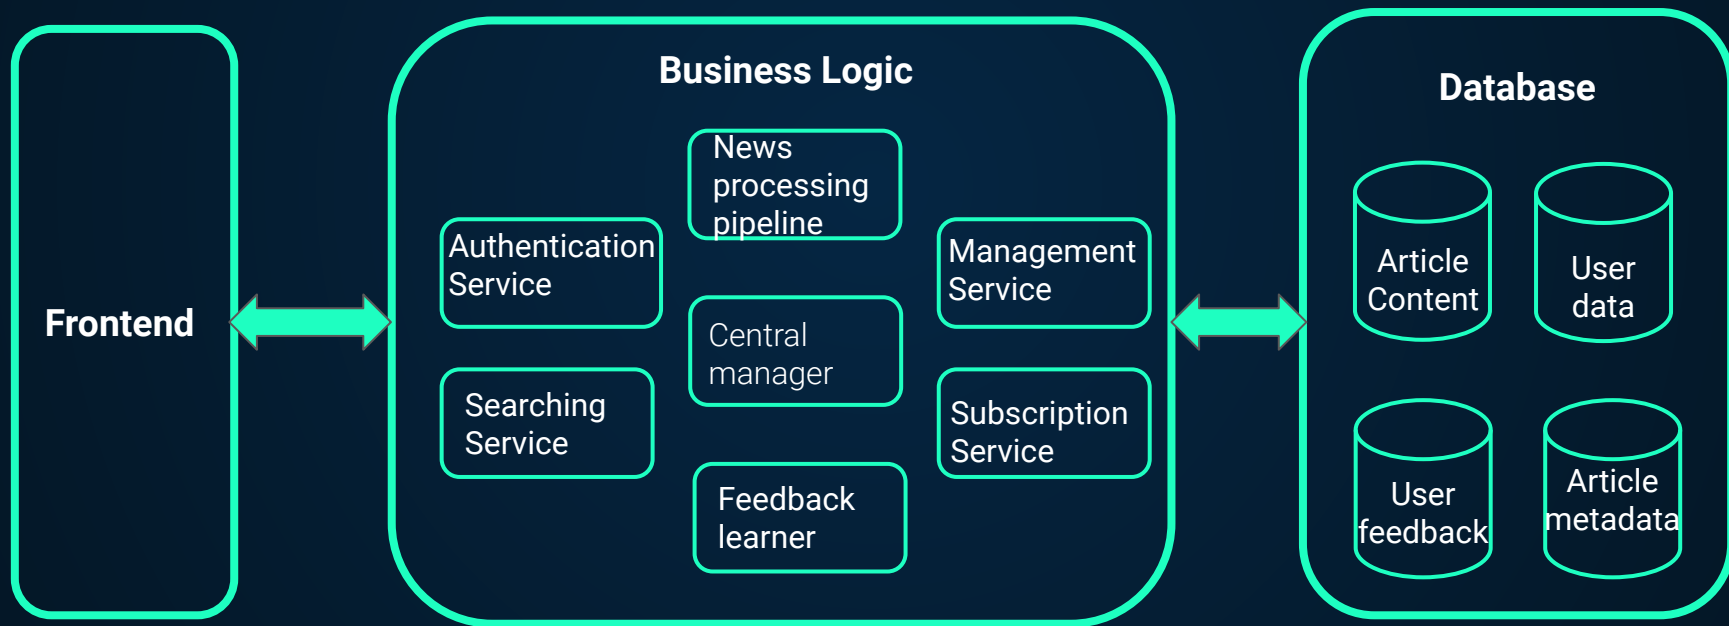 Frontend
Business Logic
News
processing
pipeline
Authentication
Service
Management
Service
Central
manager
Searching
Service
Subscription
Service
Feedback
learner
Database
Article
Content
User
data
User
feedback
Article
metadata